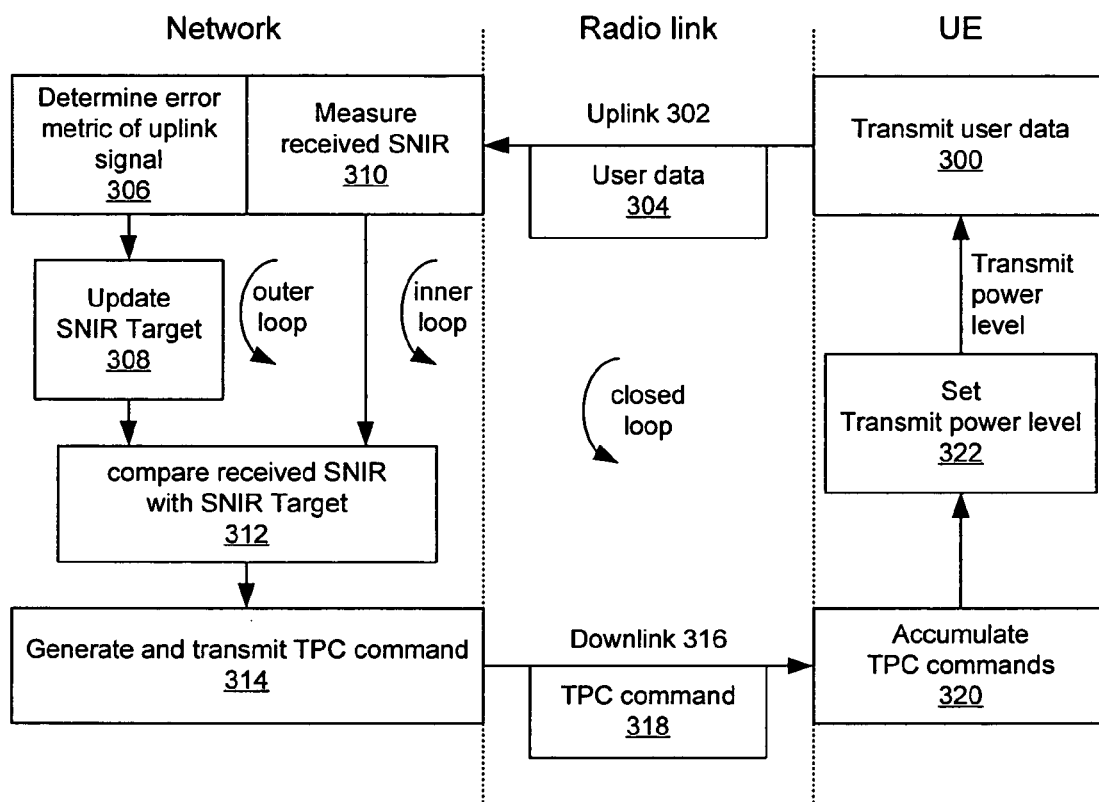 Network
Radio link
UE
Determine error
metric of uplink
signal
306
Measure
received SNIR
310
Uplink 302
User data
304
Transmit user data
300
Update
SNIR Target
308
outer
loop
inner
loop
closed
loop
Transmit
power
level
Set
Transmit power level
322
compare received SNIR
with SNIR Target
312
Generate and transmit TPC command
314
Downlink 316
TPC command
318
Accumulate
TPC commands
320